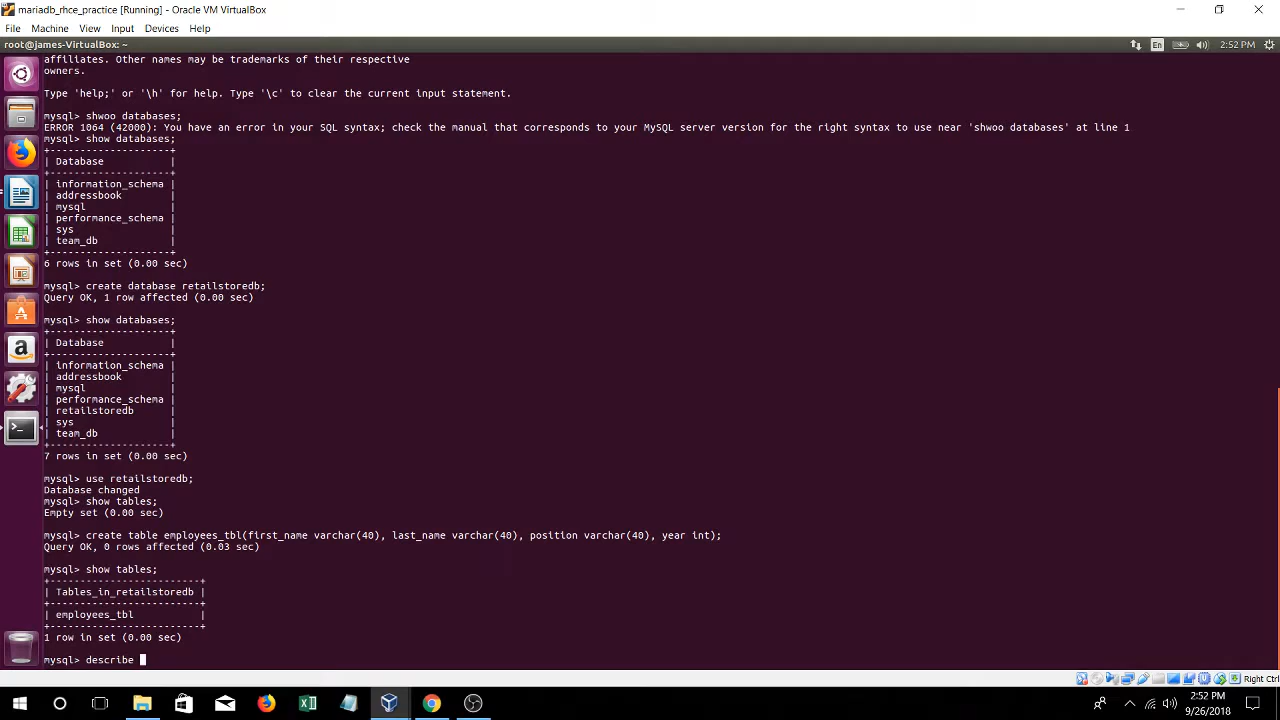 mariadb_rhce_practice [Running] - Oracle VM VirtualBox
File Machine View Input Devices Help
root@james-VirtualBox: ~
En
2:52 PM
affiliates. Other names may be trademarks of their respective
owners.
Type 'help;' or '\h' for help. Type '\c' to clear the current input statement.
mysql> shwoo databases;
ERROR 1064 (42000): You have an error in your SQL syntax; check the manual that corresponds to your MySQL server version for the right syntax to use near 'shwoo databases' at line 1
mysql> show databases;
+--------------------+
| Database           |
+--------------------+
| information_schema |
| addressbook        |
| mysql              |
| performance_schema |
| sys                |
| team_db            |
+--------------------+
6 rows in set (0.00 sec)
mysql> create database retailstoredb;
Query OK, 1 row affected (0.00 sec)
mysql> show databases;
+--------------------+
| Database           |
+--------------------+
| information_schema |
| addressbook        |
| mysql              |
| performance_schema |
| retailstoredb      |
| sys                |
| team_db            |
+--------------------+
7 rows in set (0.00 sec)
mysql> use retailstoredb;
Database changed
mysql> show tables;
Empty set (0.00 sec)
mysql> create table employees_tbl(first_name varchar(40), last_name varchar(40), position varchar(40), year int);
Query OK, 0 rows affected (0.03 sec)
mysql> show tables;
+-------------------------+
| Tables_in_retailstoredb |
+-------------------------+
| employees_tbl           |
+-------------------------+
1 row in set (0.00 sec)
mysql> describe
Right Ctrl
2:52 PM
9/26/2018